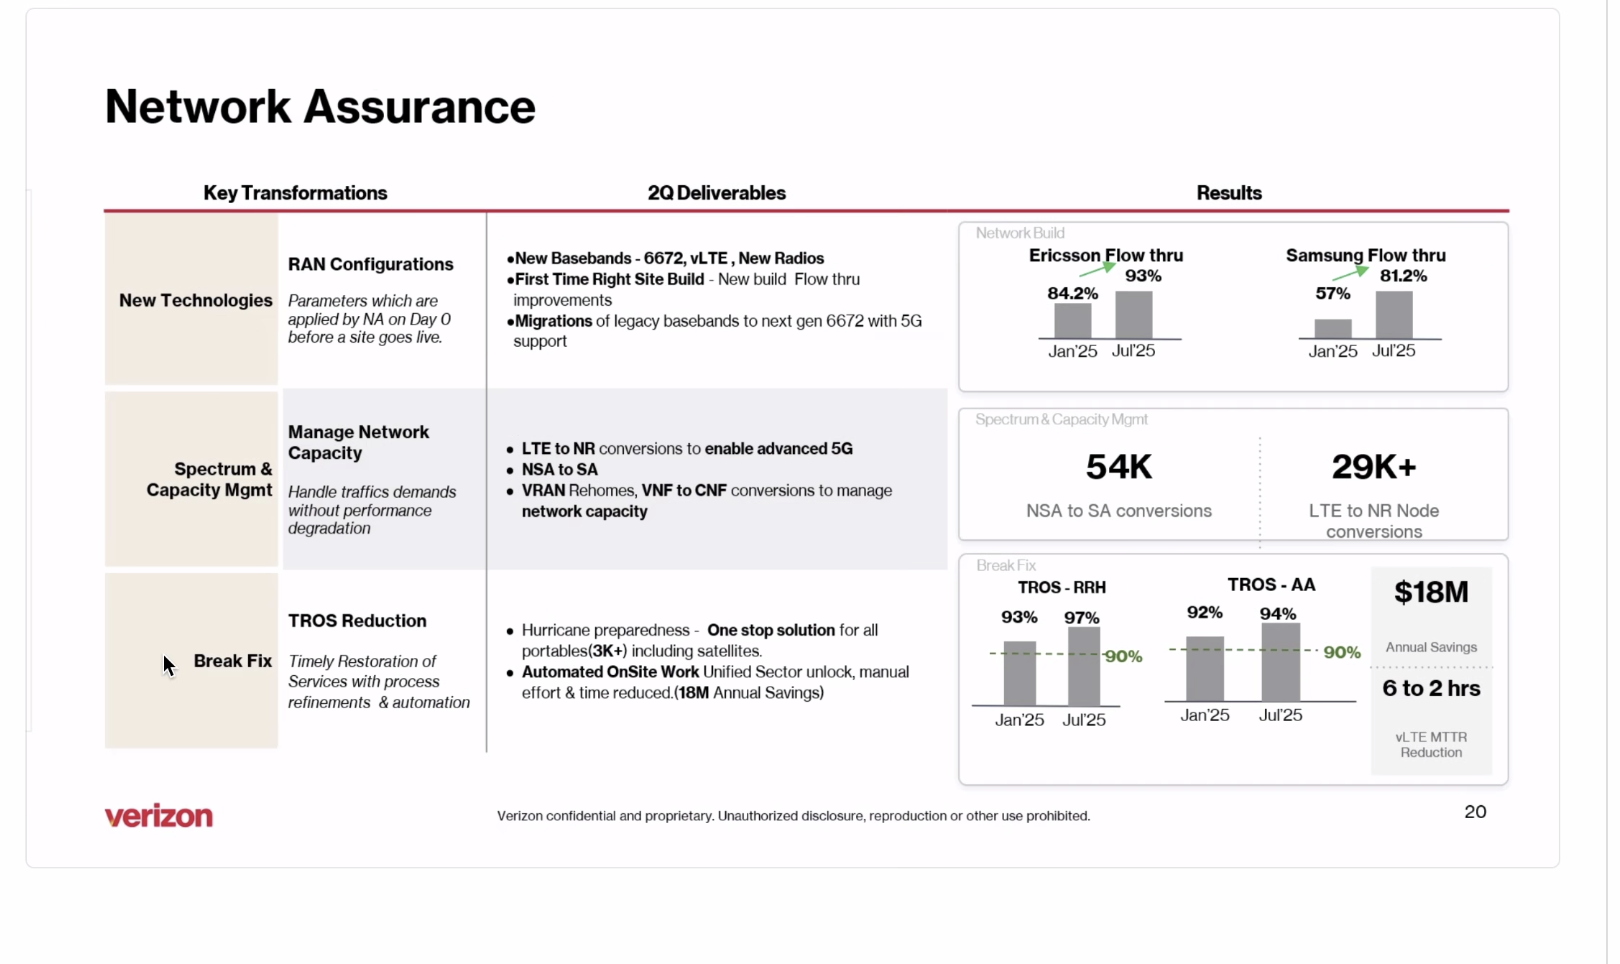 Network Assurance
Key Transformations
2Q Deliverables
Results
New Technologies
RAN Configurations
Parameters which are
applied by NA on Day 0
before a site goes live.
●New Basebands - 6672, vLTE , New Radios
●First Time Right Site Build - New build Flow thru
improvements
●Migrations of legacy basebands to next gen 6672 with 5G
support
Network Build
Ericsson Flow thru
84.2%
93%
Jan'25
Jul'25
Samsung Flow thru
57%
81.2%
Jan'25
Jul'25
Spectrum &
Capacity Mgmt
Manage Network
Capacity
Handle traffics demands
without performance
degradation
● LTE to NR conversions to enable advanced 5G
● NSA to SA
● VRAN Rehomes, VNF to CNF conversions to manage
network capacity
Spectrum & Capacity Mgmt
54K
NSA to SA conversions
29K+
LTE to NR Node
conversions
Break Fix
TROS Reduction
Timely Restoration of
Services with process
refinements & automation
● Hurricane preparedness - One stop solution for all
portables(3K+) including satellites.
● Automated OnSite Work Unified Sector unlock, manual
effort & time reduced.(18M Annual Savings)
Break Fix
TROS - RRH
93%
97%
90%
Jan'25
Jul'25
TROS - AA
92%
94%
90%
Jan'25
Jul'25
$18M
Annual Savings
6 to 2 hrs
vLTE MTTR
Reduction
verizon
Verizon confidential and proprietary. Unauthorized disclosure, reproduction or other use prohibited.
20